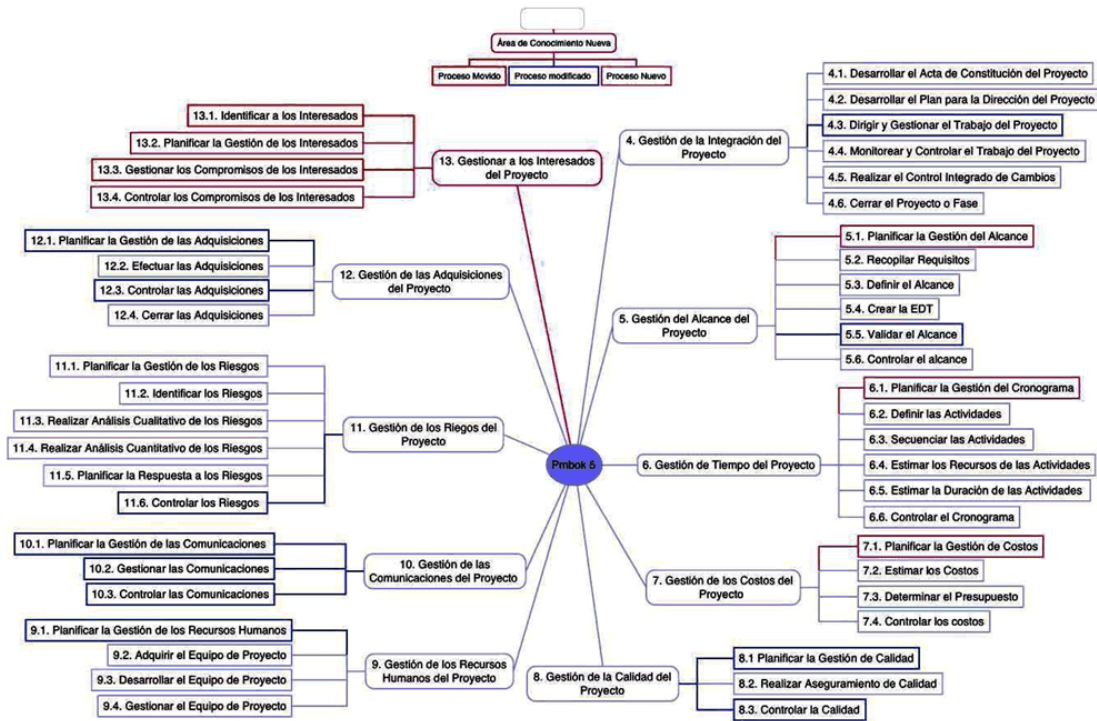 Área de Conocimiento Nueva
Proceso Movido
Proceso modificado
Proceso Nuevo
13.1. Identificar a los Interesados
13.2. Planificar la Gestión de los Interesados
13.3. Gestionar los Compromisos de los Interesados
13.4. Controlar los Compromisos de los Interesados
13. Gestionar a los Interesados
del Proyecto
12.1. Planificar la Gestión de las Adquisiciones
12.2. Efectuar las Adquisiciones
12.3. Controlar las Adquisiciones
12.4. Cerrar las Adquisiciones
12. Gestión de las Adquisiciones
del Proyecto
11.1. Planificar la Gestión de los Riesgos
11.2. Identificar los Riesgos
11.3. Realizar Análisis Cualitativo de los Riesgos
11.4. Realizar Análisis Cuantitativo de los Riesgos
11.5. Planificar la Respuesta a los Riesgos
11.6. Controlar los Riesgos
11. Gestión de los Riegos del
Proyecto
10.1. Planificar la Gestión de las Comunicaciones
10.2. Gestionar las Comunicaciones
10.3. Controlar las Comunicaciones
10. Gestión de las
Comunicaciones del Proyecto
9.1. Planificar la Gestión de los Recursos Humanos
9.2. Adquirir el Equipo de Proyecto
9.3. Desarrollar el Equipo de Proyecto
9.4. Gestionar el Equipo de Proyecto
9. Gestión de los Recursos
Humanos del Proyecto
Pmbok 5
4. Gestión de la Integración del
Proyecto
4.1. Desarrollar el Acta de Constitución del Proyecto
4.2. Desarrollar el Plan para la Dirección del Proyecto
4.3. Dirigir y Gestionar el Trabajo del Proyecto
4.4. Monitorear y Controlar el Trabajo del Proyecto
4.5. Realizar el Control Integrado de Cambios
4.6. Cerrar el Proyecto o Fase
5. Gestión del Alcance del
Proyecto
5.1. Planificar la Gestión del Alcance
5.2. Recopilar Requisitos
5.3. Definir el Alcance
5.4. Crear la EDT
5.5. Validar el Alcance
5.6. Controlar el alcance
6. Gestión de Tiempo del Proyecto
6.1. Planificar la Gestión del Cronograma
6.2. Definir las Actividades
6.3. Secuenciar las Actividades
6.4. Estimar los Recursos de las Actividades
6.5. Estimar la Duración de las Actividades
6.6. Controlar el Cronograma
7. Gestión de los Costos del
Proyecto
7.1. Planificar la Gestión de Costos
7.2. Estimar los Costos
7.3. Determinar el Presupuesto
7.4. Controlar los costos
8. Gestión de la Calidad del
Proyecto
8.1 Planificar la Gestión de Calidad
8.2. Realizar Aseguramiento de Calidad
8.3. Controlar la Calidad